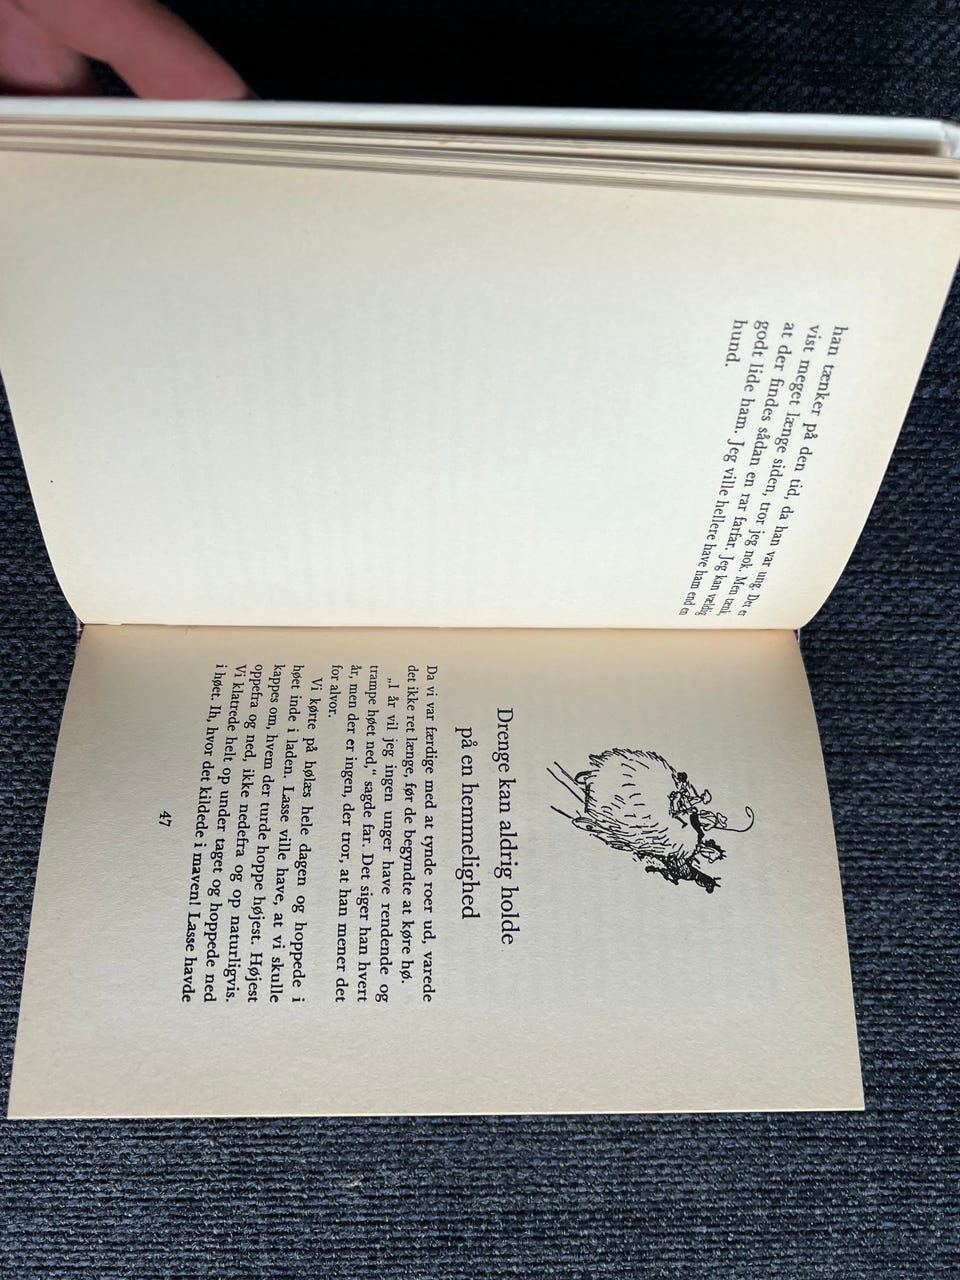 han tænker på den tid, da han var ung. Det er
vist meget længe siden, tror jeg nok. Men tænk,
at der findes sådan en rar farfar. Jeg kan vældig
godt lide ham. Jeg ville hellere have ham end en
hund.
Drenge kan aldrig holde
på en hemmelighed
Da vi var færdige med at tynde roer ud, varede
det ikke ret længe, før de begyndte at køre hø.
„I år vil jeg ingen unger have rendende og
trampe høet ned,“ sagde far. Det siger han hvert
år, men der er ingen, der tror, at han mener det
for alvor.
Vi kørte på hølæs hele dagen og hoppede i
høet inde i laden. Lasse ville have, at vi skulle
kappes om, hvem der turde hoppe højest. Højest
oppefra og ned, ikke nedefra og op naturligvis.
Vi klatrede helt op under taget og hoppede ned
i høet. Ih, hvor det kildede i maven! Lasse havde
47